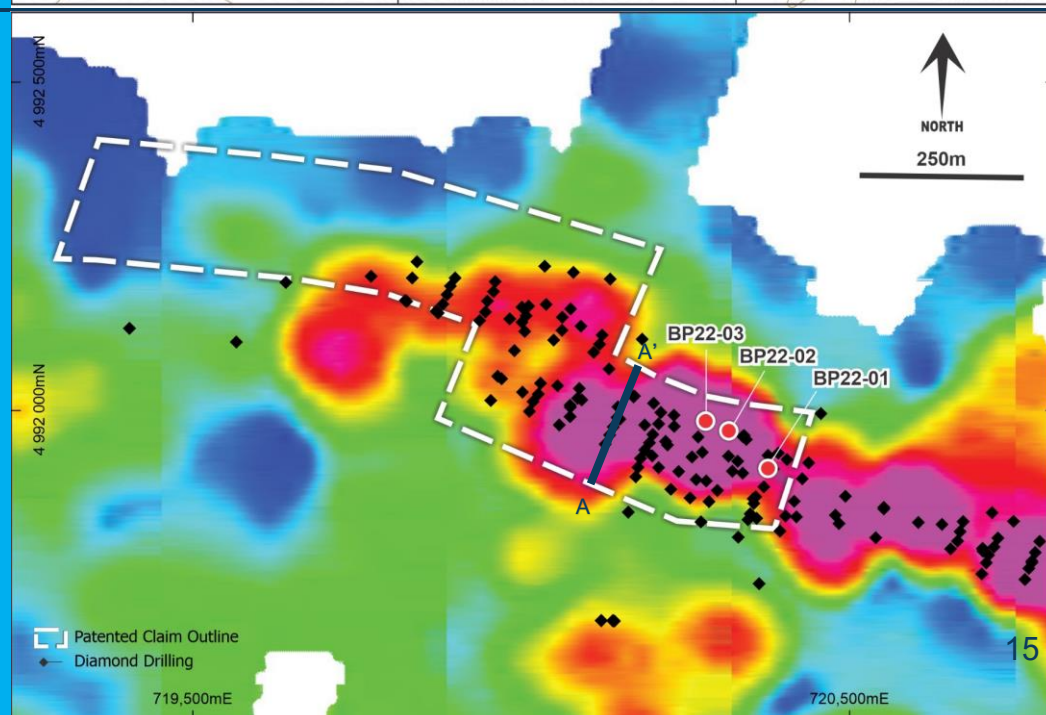 4 992 500mN
NORTH
250m
BP22-03
BP22-02
BP22-01
A'
4 992 000mN
A
Patented Claim Outline
Diamond Drilling
15
719,500mE
720,500mE